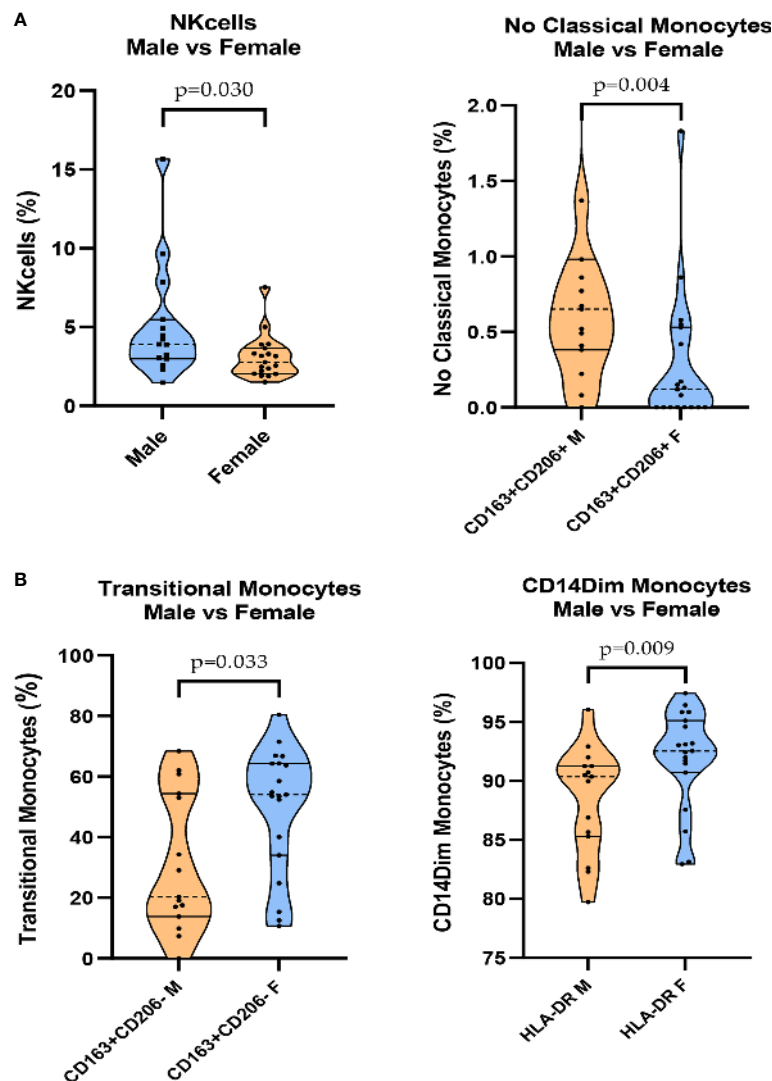 A
NKcells
Male vs Female
p=0.030
20
15
10
5
0
NKcells (%)
Male
Female
No Classical Monocytes
Male vs Female
p=0.004
2.0
1.5
1.0
0.5
0.0
No Classical Monocytes (%)
CD163+CD206+ M
CD163+CD206+ F
B
Transitional Monocytes
Male vs Female
p=0.033
100
80
60
40
20
0
Transitional Monocytes (%)
CD163+CD206- M
CD163+CD206- F
CD14Dim Monocytes
Male vs Female
p=0.009
100
95
90
85
80
75
CD14Dim Monocytes (%)
HLA-DR M
HLA-DR F